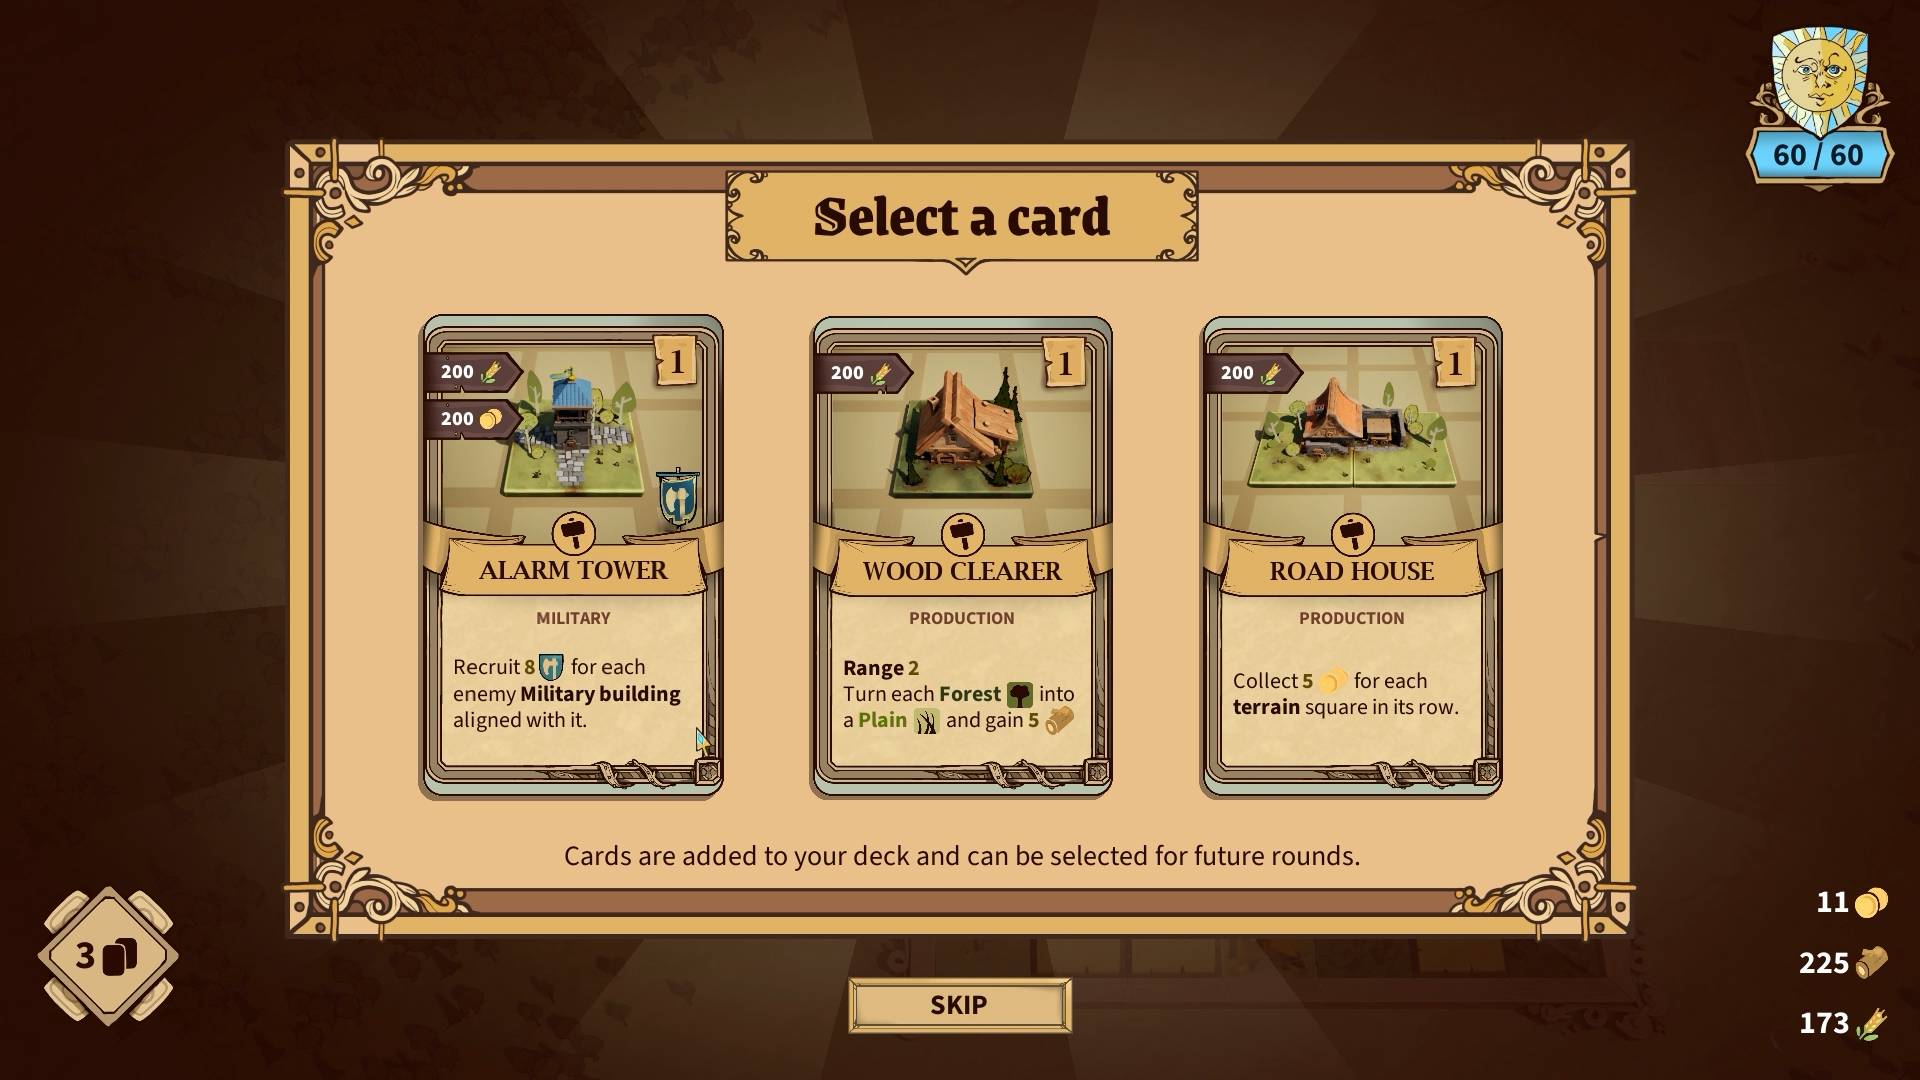 60 / 60
Select a card
200
200
1
ALARM TOWER
MILITARY
Recruit 8 for each
enemy Military building
aligned with it.
200
1
WOOD CLEARER
PRODUCTION
Range 2
Turn each Forest into
a Plain and gain 5
200
1
ROAD HOUSE
PRODUCTION
Collect 5 for each
terrain square in its row.
Cards are added to your deck and can be selected for future rounds.
3
SKIP
11
225
173